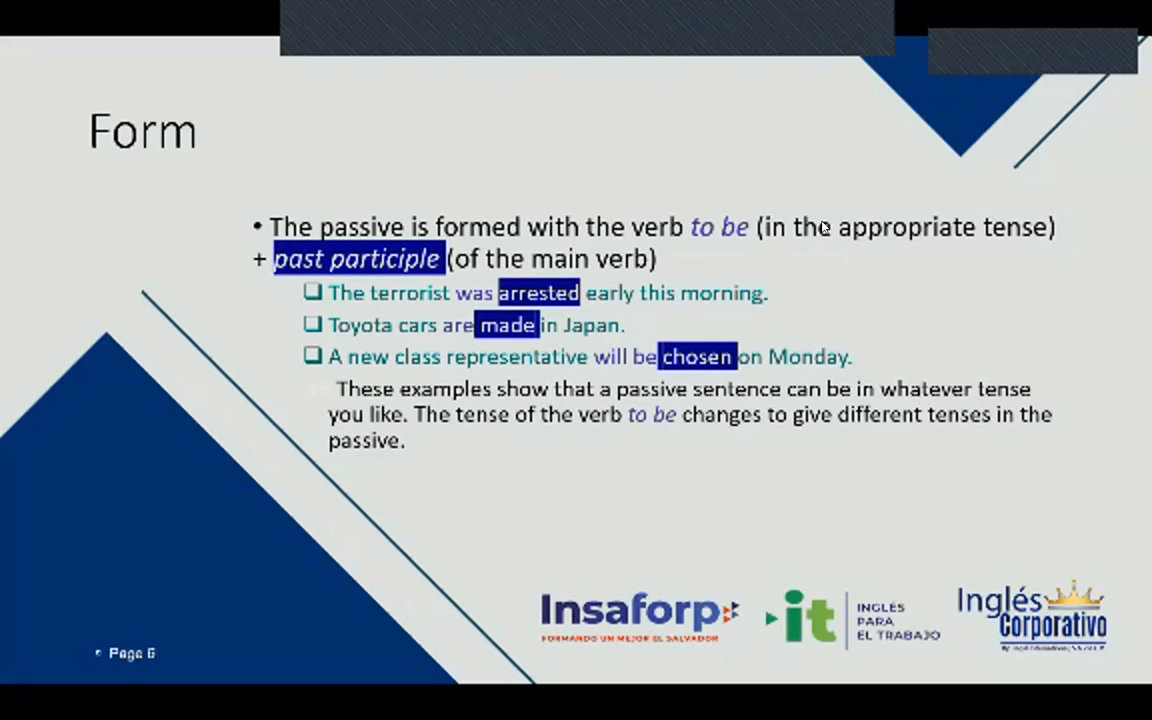 Form
• The passive is formed with the verb to be (in the appropriate tense)
+ past participle (of the main verb)
❑ The terrorist was arrested early this morning.
❑ Toyota cars are made in Japan.
❑ A new class representative will be chosen on Monday.
These examples show that a passive sentence can be in whatever tense
you like. The tense of the verb to be changes to give different tenses in the
passive.
Insaforp
FORMANDO UN MEJOR EL SALVADOR
it
INGLÉS
PARA
EL TRABAJO
Inglés
Corporativo
• Page 6